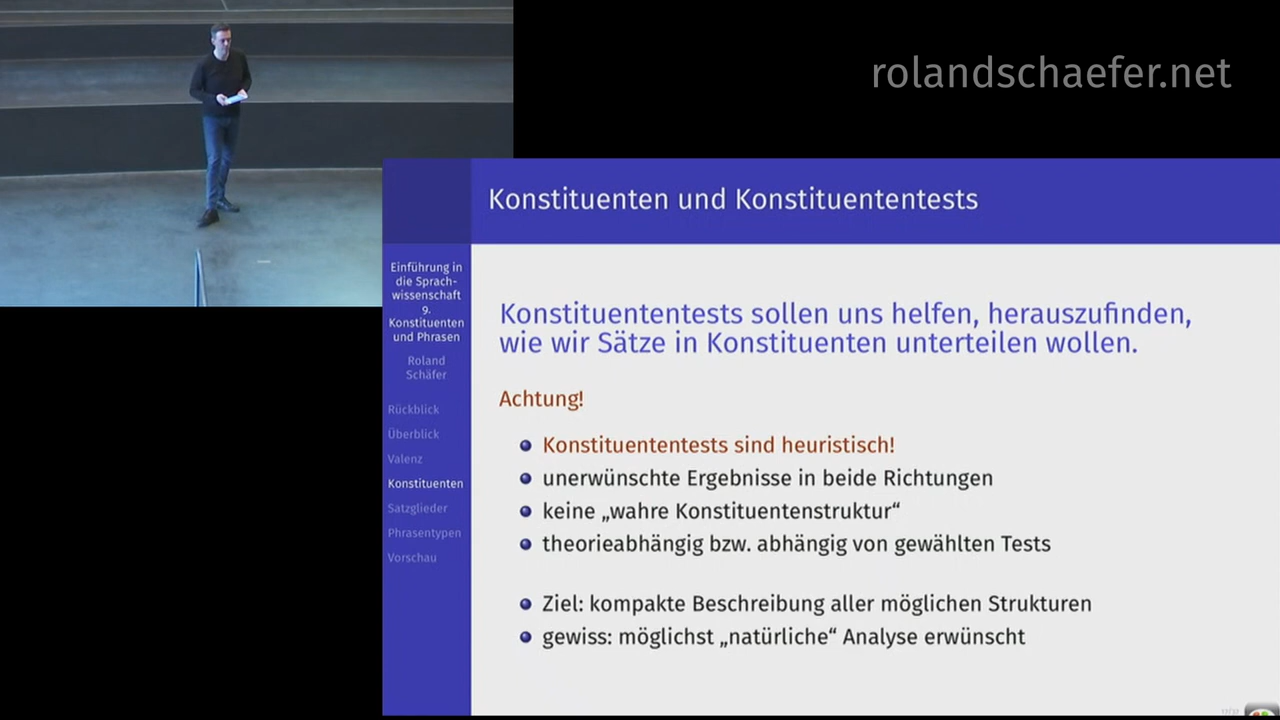 rolandschaefer.net
Konstituenten und Konstituententests
Einführung in
die Sprach-
wissenschaft
9.
Konstituenten
und Phrasen
Roland
Schäfer
Rückblick
Überblick
Valenz
Konstituenten
Satzglieder
Phrasentypen
Vorschau
Konstituententests sollen uns helfen, herauszufinden,
wie wir Sätze in Konstituenten unterteilen wollen.
Achtung!
Konstituententests sind heuristisch!
unerwünschte Ergebnisse in beide Richtungen
keine „wahre Konstituentenstruktur“
theorieabhängig bzw. abhängig von gewählten Tests
Ziel: kompakte Beschreibung aller möglichen Strukturen
gewiss: möglichst „natürliche“ Analyse erwünscht